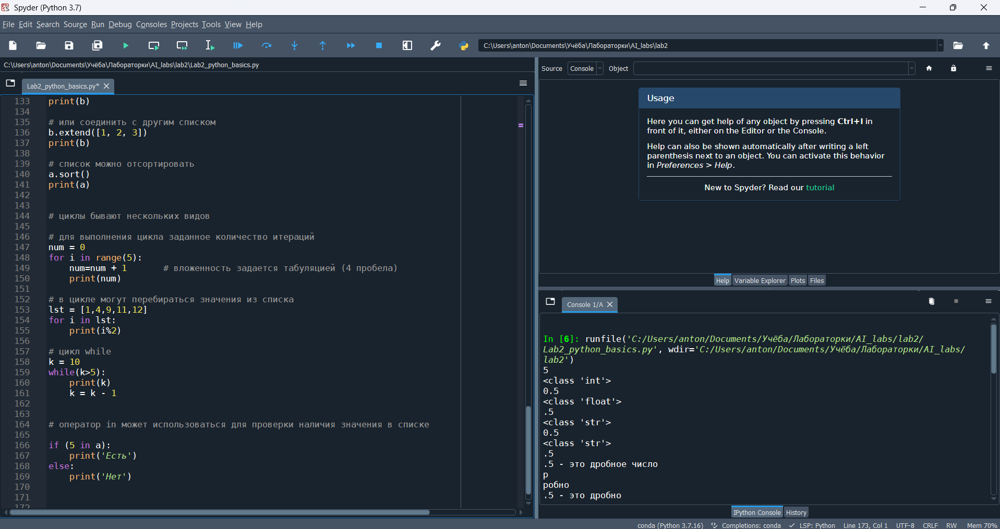 Spyder (Python 3.7)
File Edit Search Source Run Debug Consoles Projects Tools View Help
C:\Users\anton\Documents\Учёба\Лабораторки\AI_labs\lab2
C:\Users\anton\Documents\Учёба\Лабораторки\AI_labs\lab2\Lab2_python_basics.py
Lab2_python_basics.py*
133 print(b)
134
135 # или соединить с другим списком
136 b.extend([1, 2, 3])
137 print(b)
138
139 # список можно отсортировать
140 a.sort()
141 print(a)
142
143
144 # циклы бывают нескольких видов
145
146 # для выполнения цикла заданное количество итераций
147 num = 0
148 for i in range(5):
149     num=num + 1       # вложенность задается табуляцией (4 пробела)
150     print(num)
151
152 # в цикле могут перебираться значения из списка
153 lst = [1,4,9,11,12]
154 for i in lst:
155     print(i%2)
156
157 # цикл while
158 k = 10
159 while(k>5):
160     print(k)
161     k = k - 1
162
163
164 # оператор in может использоваться для проверки наличия значения в списке
165
166 if (5 in a):
167     print('Есть')
168 else:
169     print('Нет')
170
171
172
Source Console Object
Usage
Here you can get help of any object by pressing Ctrl+I in
front of it, either on the Editor or the Console.
Help can also be shown automatically after writing a left
parenthesis next to an object. You can activate this behavior
in Preferences > Help.
New to Spyder? Read our tutorial
Help Variable Explorer Plots Files
Console 1/A
In [6]: runfile('C:/Users/anton/Documents/Учёба/Лабораторки/AI_labs/lab2/
Lab2_python_basics.py', wdir='C:/Users/anton/Documents/Учёба/Лабораторки/AI_labs/
lab2')
5
<class 'int'>
0.5
<class 'float'>
.5
<class 'str'>
0.5
<class 'str'>
.5
.5 - это дробное число
р
робно
.5 - это дробно
IPython Console History
conda (Python 3.7.16) Completions: conda LSP: Python Line 173, Col 1 UTF-8 CRLF RW Mem 70%